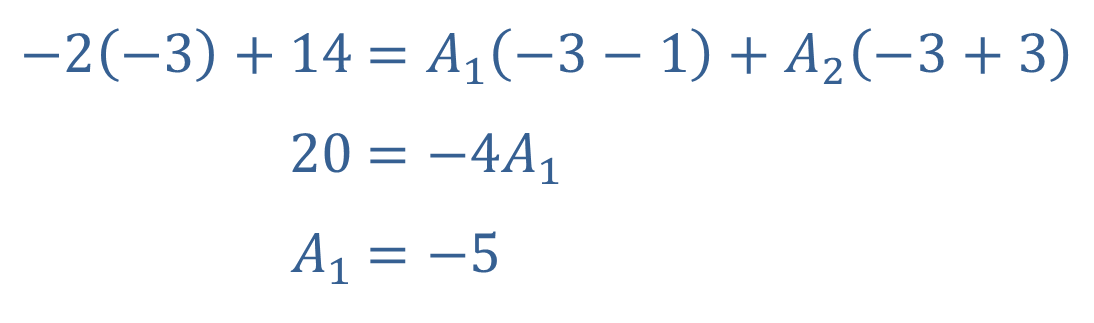 −2(−3) + 14 = A₁(−3 − 1) + A₂(−3 + 3)
20 = −4A₁
A₁ = −5